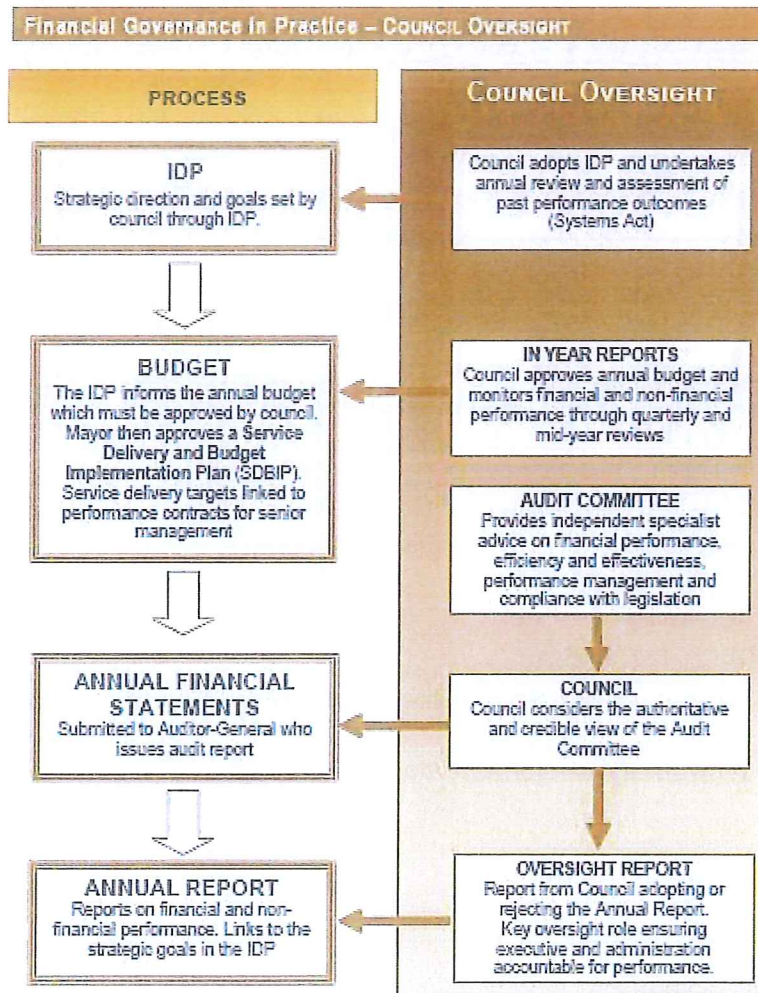 Financial Governance in Practice – COUNCIL OVERSIGHT
PROCESS
IDP
Strategic direction and goals set by
council through IDP.
BUDGET
The IDP informs the annual budget
which must be approved by council.
Mayor then approves a Service
Delivery and Budget
Implementation Plan (SDBIP).
Service delivery targets linked to
performance contracts for senior
management
ANNUAL FINANCIAL
STATEMENTS
Submitted to Auditor-General who
issues audit report
ANNUAL REPORT
Reports on financial and non-
financial performance. Links to
the strategic goals in the IDP
COUNCIL OVERSIGHT
Council adopts IDP and undertakes
annual review and assessment of
past performance outcomes
(Systems Act)
IN YEAR REPORTS
Council approves annual budget and
monitors financial and non-financial
performance through quarterly and
mid-year reviews
AUDIT COMMITTEE
Provides independent specialist
advice on financial performance,
efficiency and effectiveness,
performance management and
compliance with legislation
COUNCIL
Council considers the authoritative
and credible view of the Audit
Committee
OVERSIGHT REPORT
Report from Council adopting or
rejecting the Annual Report.
Key oversight role ensuring
executive and administration
accountable for performance.